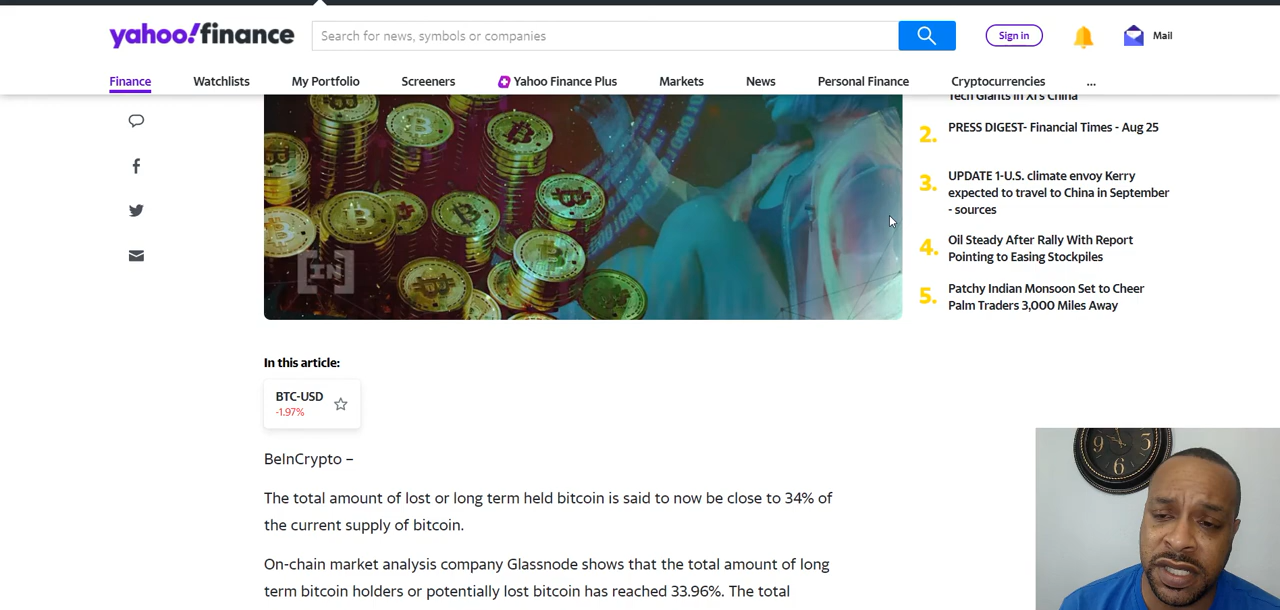 yahoo!finance
Search for news, symbols or companies
Sign in
Mail
Finance
Watchlists
My Portfolio
Screeners
Yahoo Finance Plus
Markets
News
Personal Finance
Cryptocurrencies
...
Tech Giants in Xi's China
2. PRESS DIGEST- Financial Times - Aug 25
3. UPDATE 1-U.S. climate envoy Kerry
expected to travel to China in September
- sources
4. Oil Steady After Rally With Report
Pointing to Easing Stockpiles
5. Patchy Indian Monsoon Set to Cheer
Palm Traders 3,000 Miles Away
[IN]
In this article:
BTC-USD
-1.97%
BeInCrypto –
The total amount of lost or long term held bitcoin is said to now be close to 34% of
the current supply of bitcoin.
On-chain market analysis company Glassnode shows that the total amount of long
term bitcoin holders or potentially lost bitcoin has reached 33.96%. The total
9
3
6